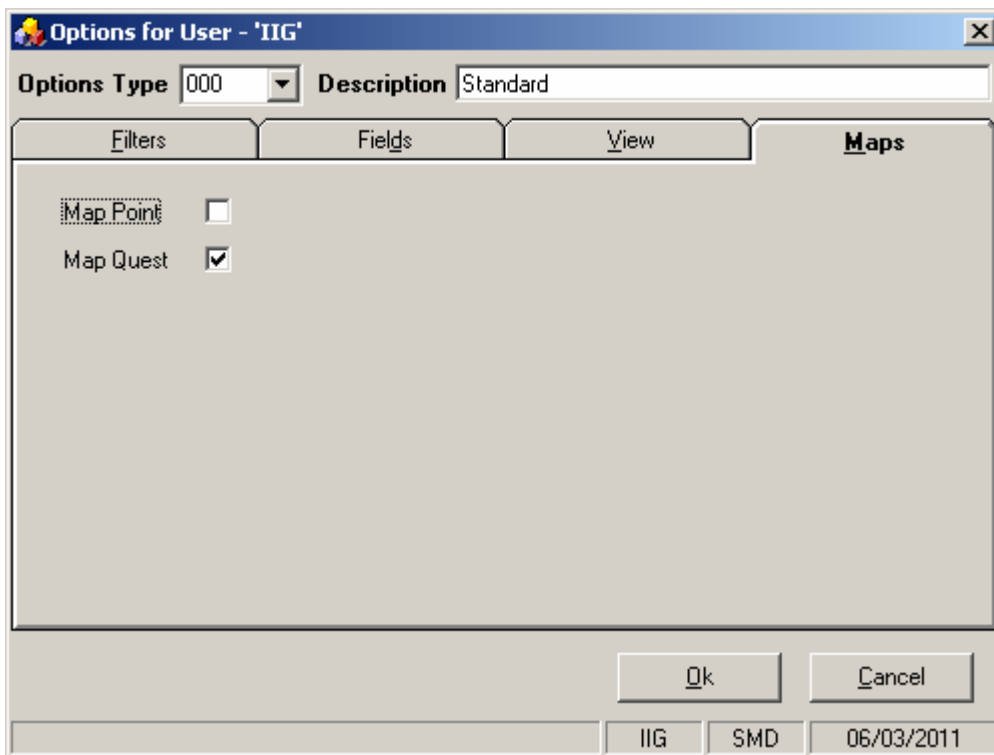 Options for User - 'IIG'
Options Type 000 Description Standard
Filters Fields View Maps
Map Point
Map Quest
Ok Cancel
IIG SMD 06/03/2011